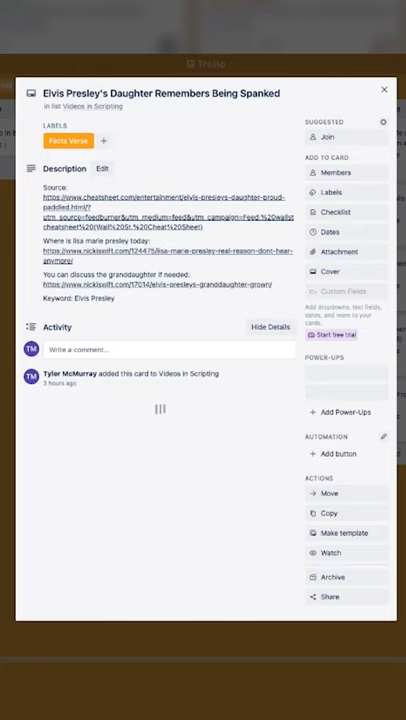 Trello
Elvis Presley's Daughter Remembers Being Spanked
in list Videos in Scripting
LABELS
Facts Verse
+
Description
Edit
Source:
https://www.cheatsheet.com/entertainment/elvis-presleys-daughter-proud-
paddled.html/?
utm_source=feedburner&utm_medium=feed&utm_campaign=Feed:%20wallst
cheatsheet%20(Wall%20St.%20Cheat%20Sheet)
Where is lisa marie presley today:
https://www.nickiswift.com/124475/lisa-marie-presley-real-reason-dont-hear-
anymore/
You can discuss the granddaughter if needed:
https://www.nickiswift.com/17014/elvis-presleys-granddaughter-grown/
Keyword: Elvis Presley
Activity
Hide Details
TM
Write a comment...
TM
Tyler McMurray added this card to Videos in Scripting
3 hours ago
SUGGESTED
Join
ADD TO CARD
Members
Labels
Checklist
Dates
Attachment
Cover
Custom Fields
Add dropdowns, text fields,
dates, and more to your
cards.
Start free trial
POWER-UPS
+ Add Power-Ups
AUTOMATION
+ Add button
ACTIONS
Move
Copy
Make template
Watch
Archive
Share